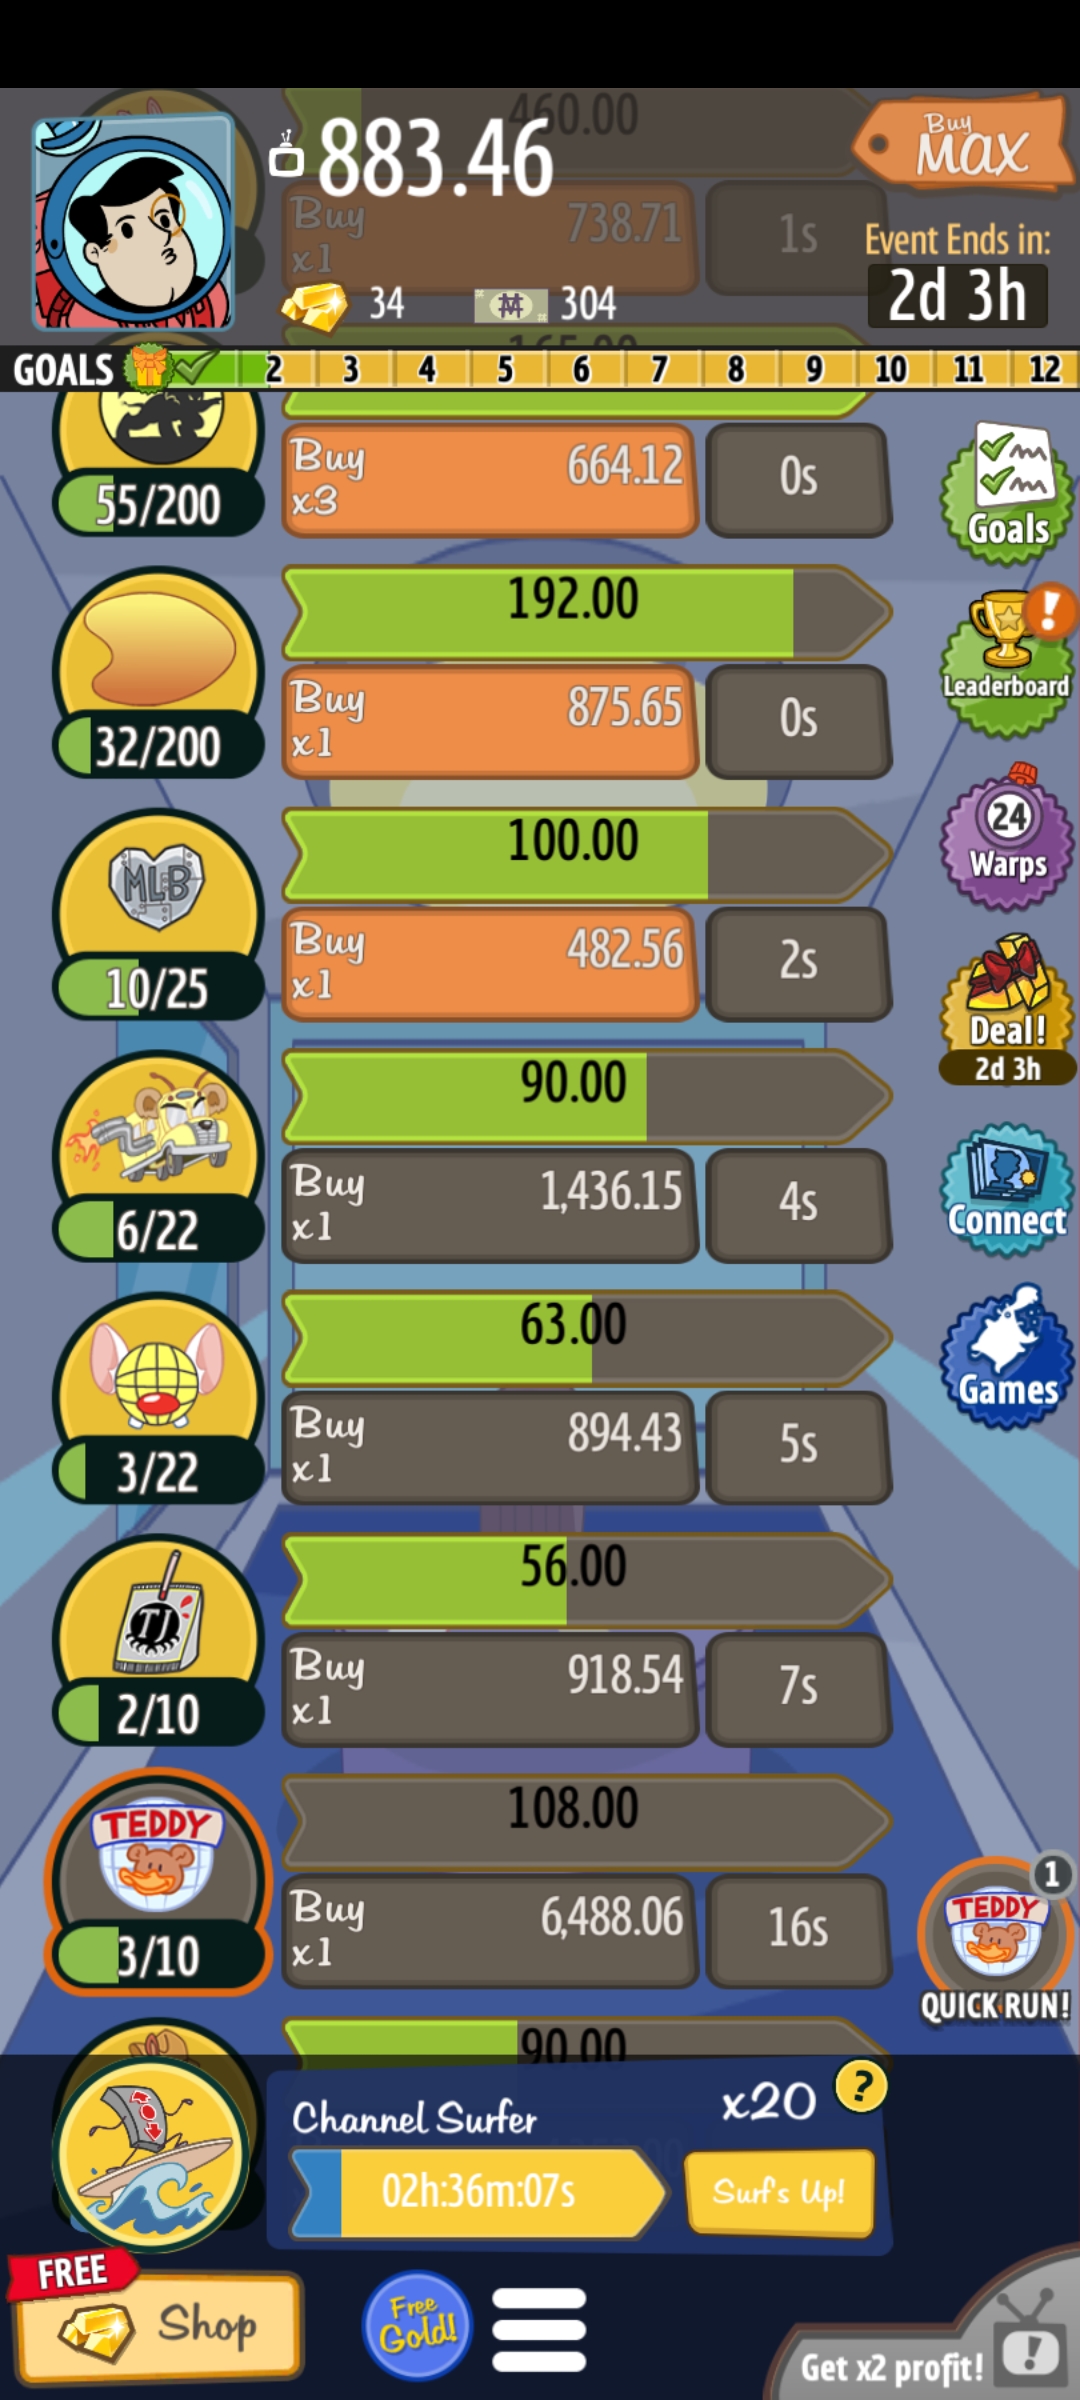 460.00
883.46
Buy
MAX
Buy
x1
738.71
1s
Event Ends in:
2d 3h
34
304
165.00
GOALS 2 3 4 5 6 7 8 9 10 11 12
55/200
Buy
x3
664.12
0s
Goals
192.00
32/200
Buy
x1
875.65
0s
!
Leaderboard
100.00
MLB
10/25
Buy
x1
482.56
2s
24
Warps
90.00
6/22
Buy
x1
1,436.15
4s
Deal!
2d 3h
63.00
3/22
Buy
x1
894.43
5s
Connect
Games
56.00
TJ
2/10
Buy
x1
918.54
7s
108.00
TEDDY
3/10
Buy
x1
6,488.06
16s
1
TEDDY
QUICK RUN!
90.00
Channel Surfer
x20
?
02h:36m:07s
Surf's Up!
FREE
Shop
Free
Gold!
Get x2 profit!
!